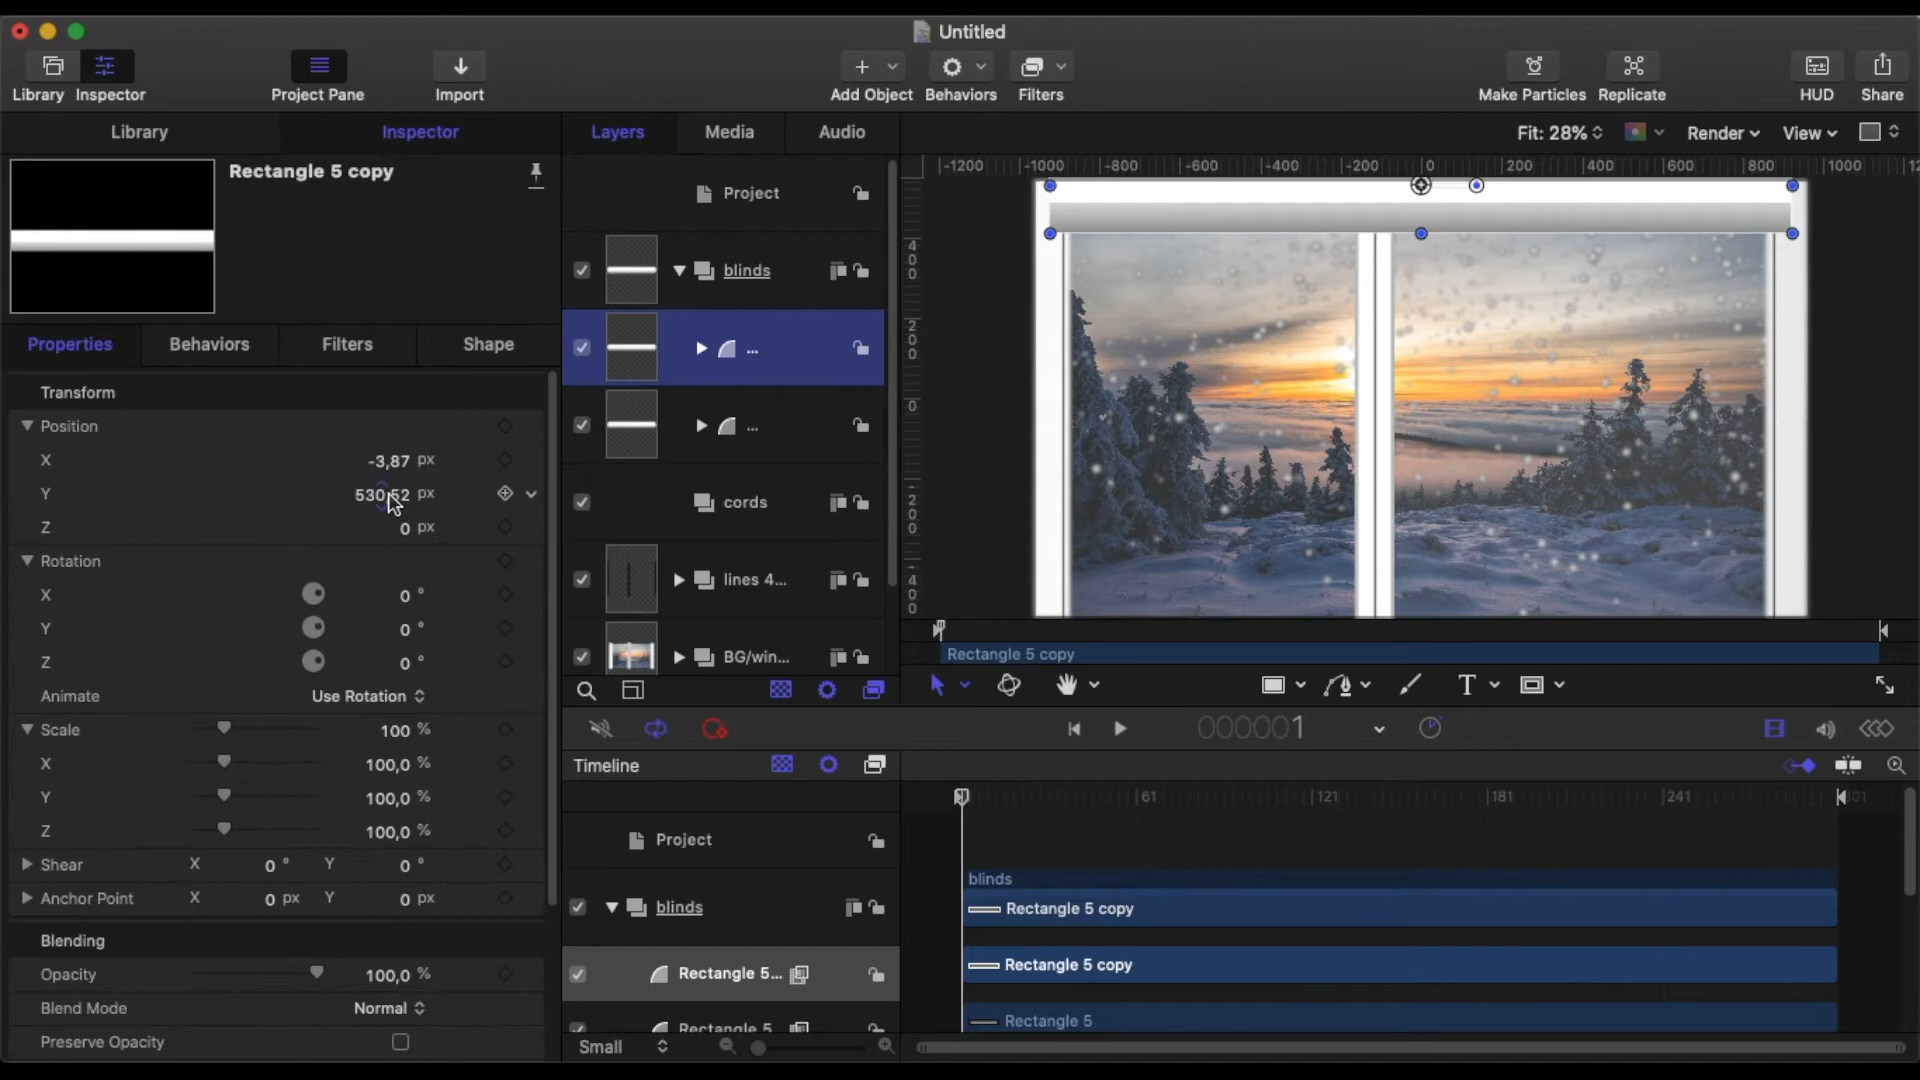 Untitled
Library Inspector Project Pane Import Add Object Behaviors Filters Make Particles Replicate HUD Share
Library Inspector Layers Media Audio Fit: 28% Render View
-1200 -1000 -800 -600 -400 -200 0 200 400 600 800 1000
Rectangle 5 copy
Project
blinds
...
...
cords
lines 4...
BG/win...
400
200
0
-200
-400
Properties Behaviors Filters Shape
Transform
Position
X -3,87 px
Y 530,52 px
Z 0 px
Rotation
X 0 °
Y 0 °
Z 0 °
Animate Use Rotation
Scale 100 %
X 100,0 %
Y 100,0 %
Z 100,0 %
Shear X 0 ° Y 0 °
Anchor Point X 0 px Y 0 px
Blending
Opacity 100,0 %
Blend Mode Normal
Preserve Opacity
Rectangle 5 copy
T
000001
Timeline
61 121 181 241 301
Project
blinds
blinds
Rectangle 5 copy
Rectangle 5... Rectangle 5 copy
Rectangle 5 Rectangle 5
Small